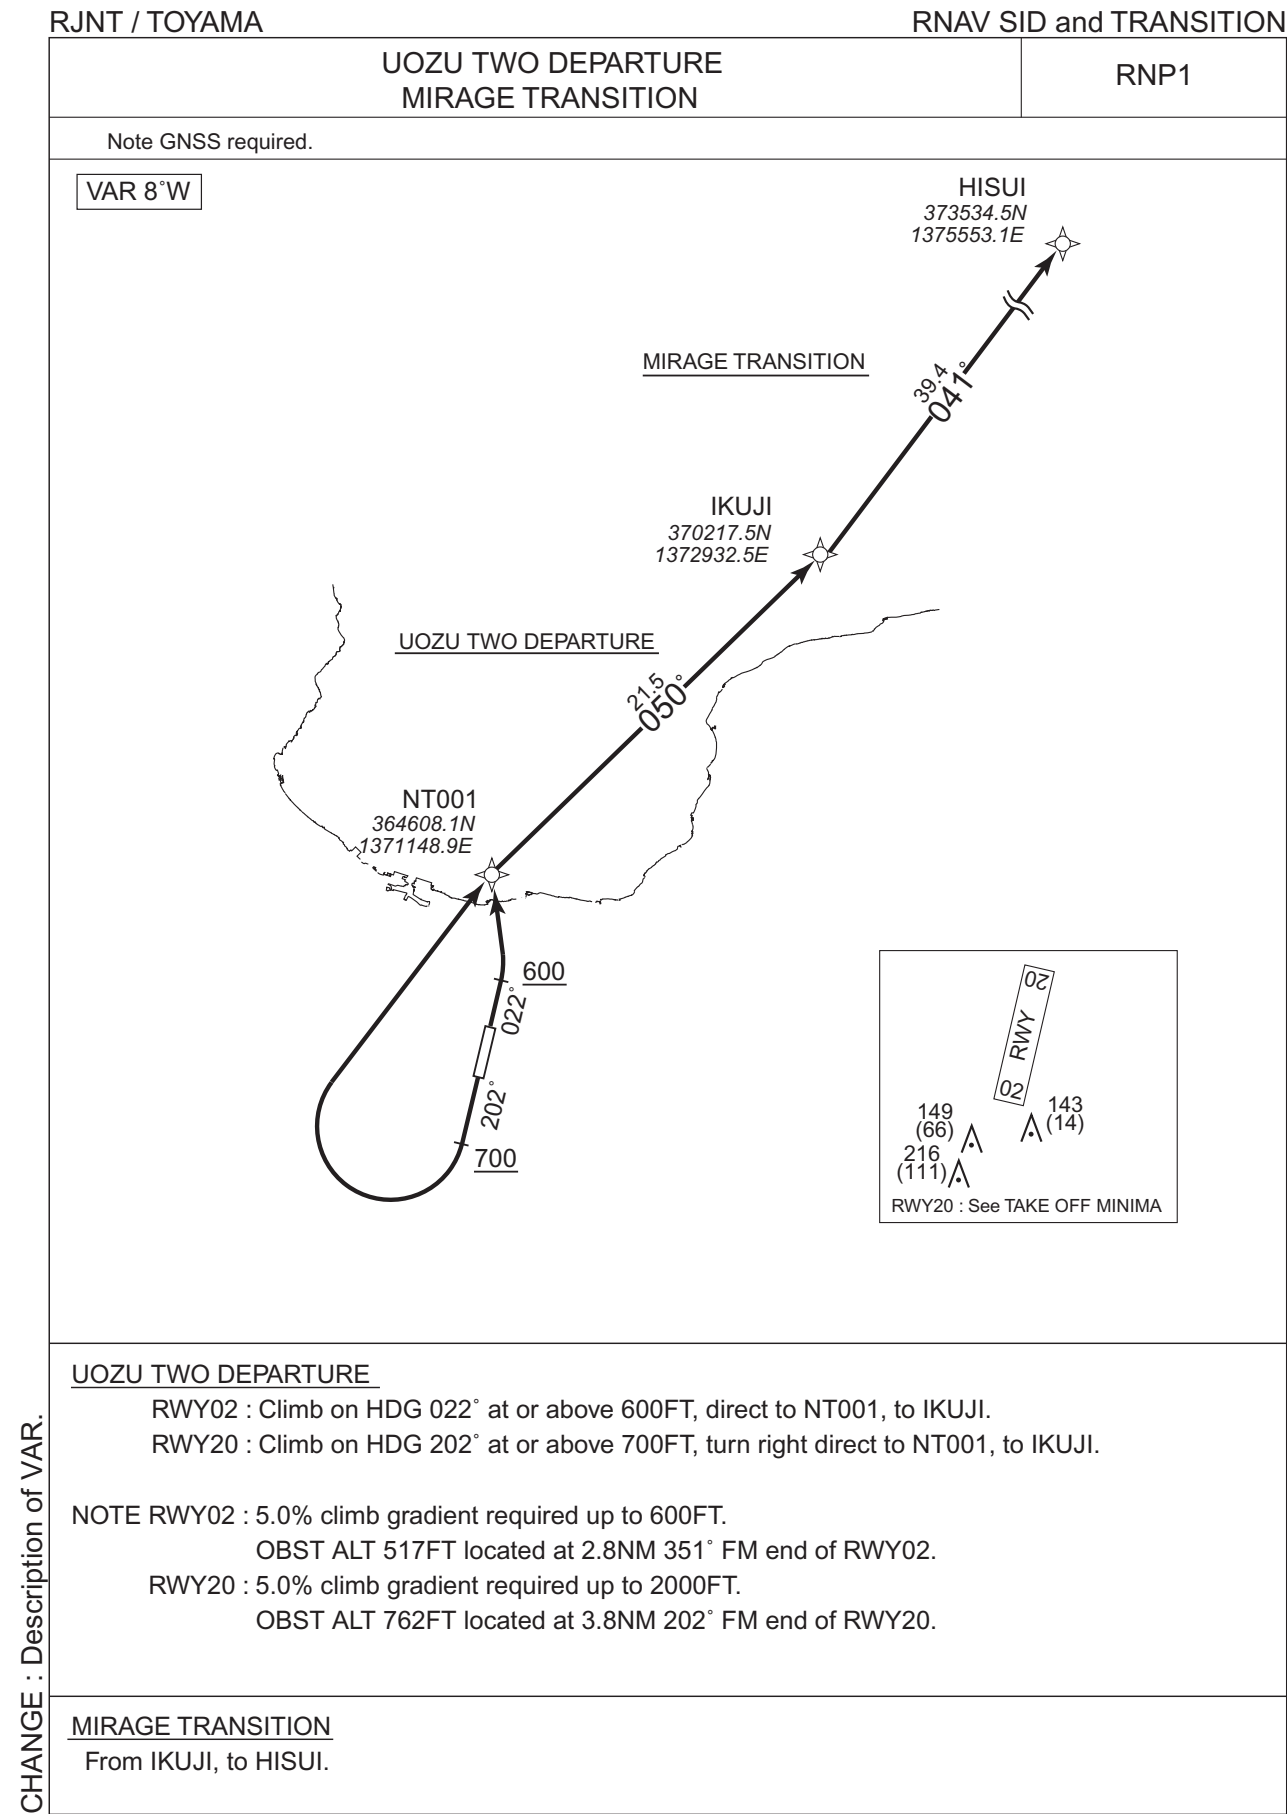 RJNT / TOYAMA
RNAV SID and TRANSITION
UOZU TWO DEPARTURE
MIRAGE TRANSITION
RNP1
Note GNSS required.
VAR 8˚W
HISUI
373534.5N
1375553.1E
MIRAGE TRANSITION
39.4
041˚
IKUJI
370217.5N
1372932.5E
UOZU TWO DEPARTURE
21.5
050˚
NT001
364608.1N
1371148.9E
600
022˚
202˚
700
20
RWY
02
149
(66)
143
(14)
216
(111)
RWY20 : See TAKE OFF MINIMA
UOZU TWO DEPARTURE
RWY02 : Climb on HDG 022˚ at or above 600FT, direct to NT001, to IKUJI.
RWY20 : Climb on HDG 202˚ at or above 700FT, turn right direct to NT001, to IKUJI.
NOTE RWY02 : 5.0% climb gradient required up to 600FT.
OBST ALT 517FT located at 2.8NM 351˚ FM end of RWY02.
RWY20 : 5.0% climb gradient required up to 2000FT.
OBST ALT 762FT located at 3.8NM 202˚ FM end of RWY20.
MIRAGE TRANSITION
From IKUJI, to HISUI.
CHANGE : Description of VAR.